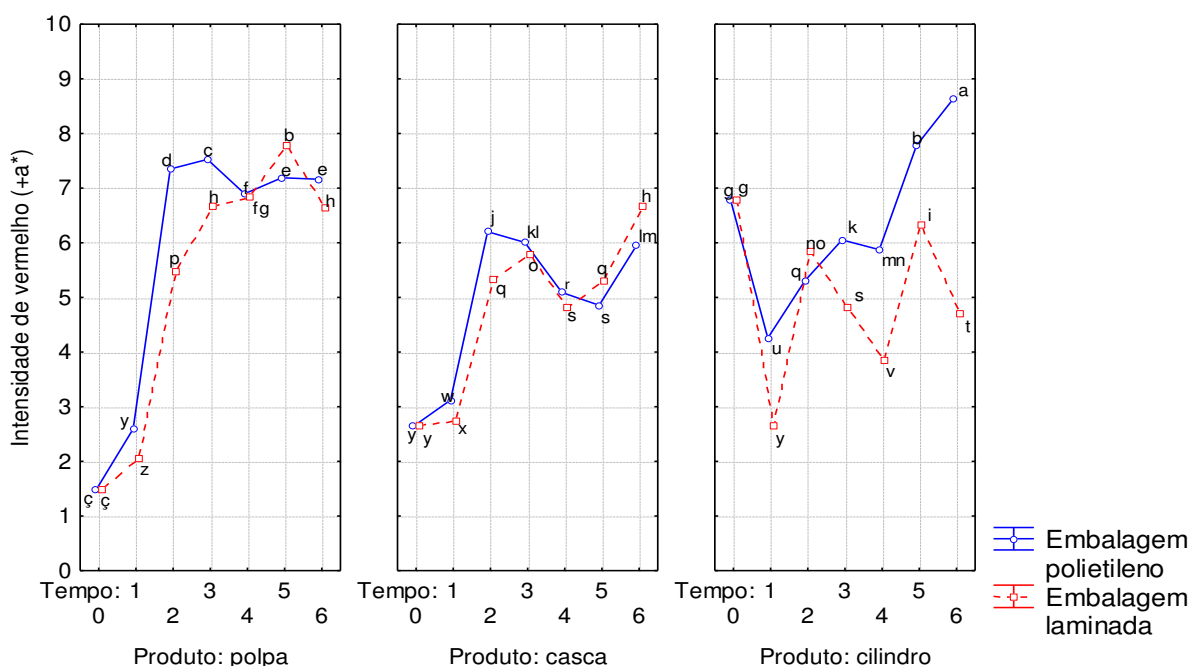 Intensidade de vermelho (+a*)
10
9
8
7
6
5
4
3
2
1
0
d
c
f
e
e
b
h
f g
h
p
y
z
ç
ç
j
kl
lm
h
q
o
r
s
q
s
w
x
y
y
g
g
u
y
q
no
k
s
mn
v
b
i
a
t
Tempo: 1 3 5
0 2 4 6
Produto: polpa
Tempo: 1 3 5
0 2 4 6
Produto: casca
Tempo: 1 3 5
0 2 4 6
Produto: cilindro
Embalagem
polietileno
Embalagem
laminada